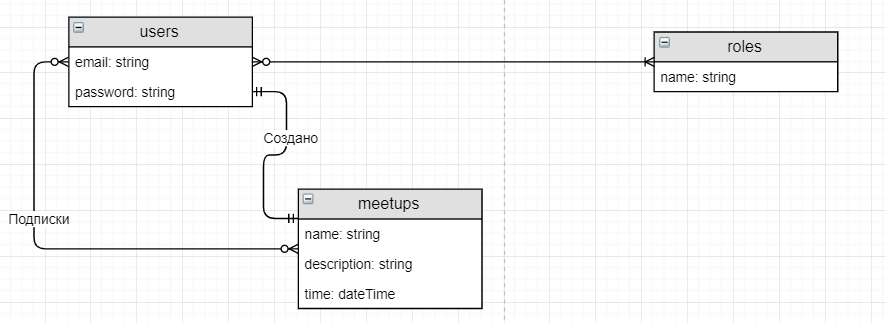 users
email: string
password: string
roles
name: string
Создано
Подписки
meetups
name: string
description: string
time: dateTime